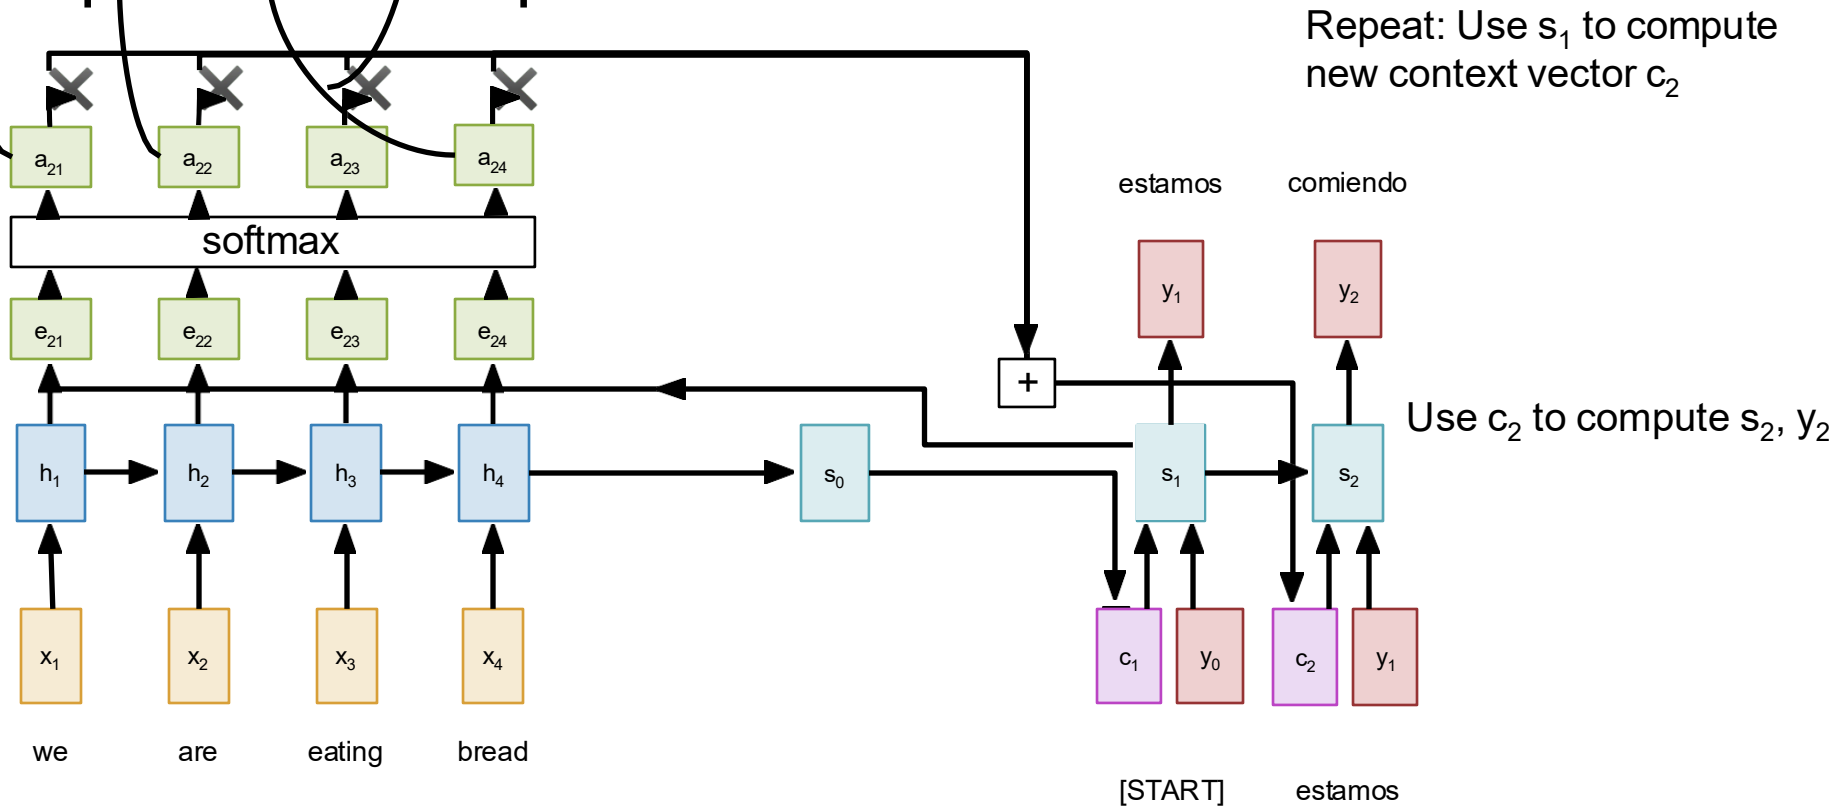 Repeat: Use s1 to compute
new context vector c2
a21 a22 a23 a24
estamos comiendo
softmax
y1 y2
e21 e22 e23 e24
+
Use c2 to compute s2, y2
h1 h2 h3 h4 s0 s1 s2
x1 x2 x3 x4 c1 y0 c2 y1
we are eating bread
[START] estamos